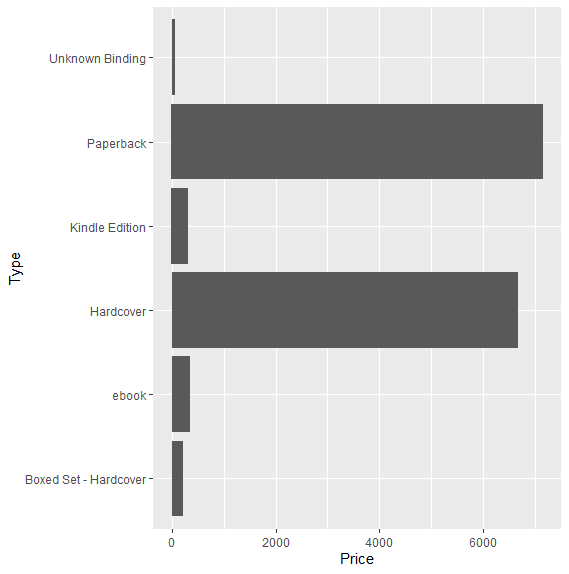 Unknown Binding
Paperback
Kindle Edition
Hardcover
ebook
Boxed Set - Hardcover
Type
0 2000 4000 6000
Price